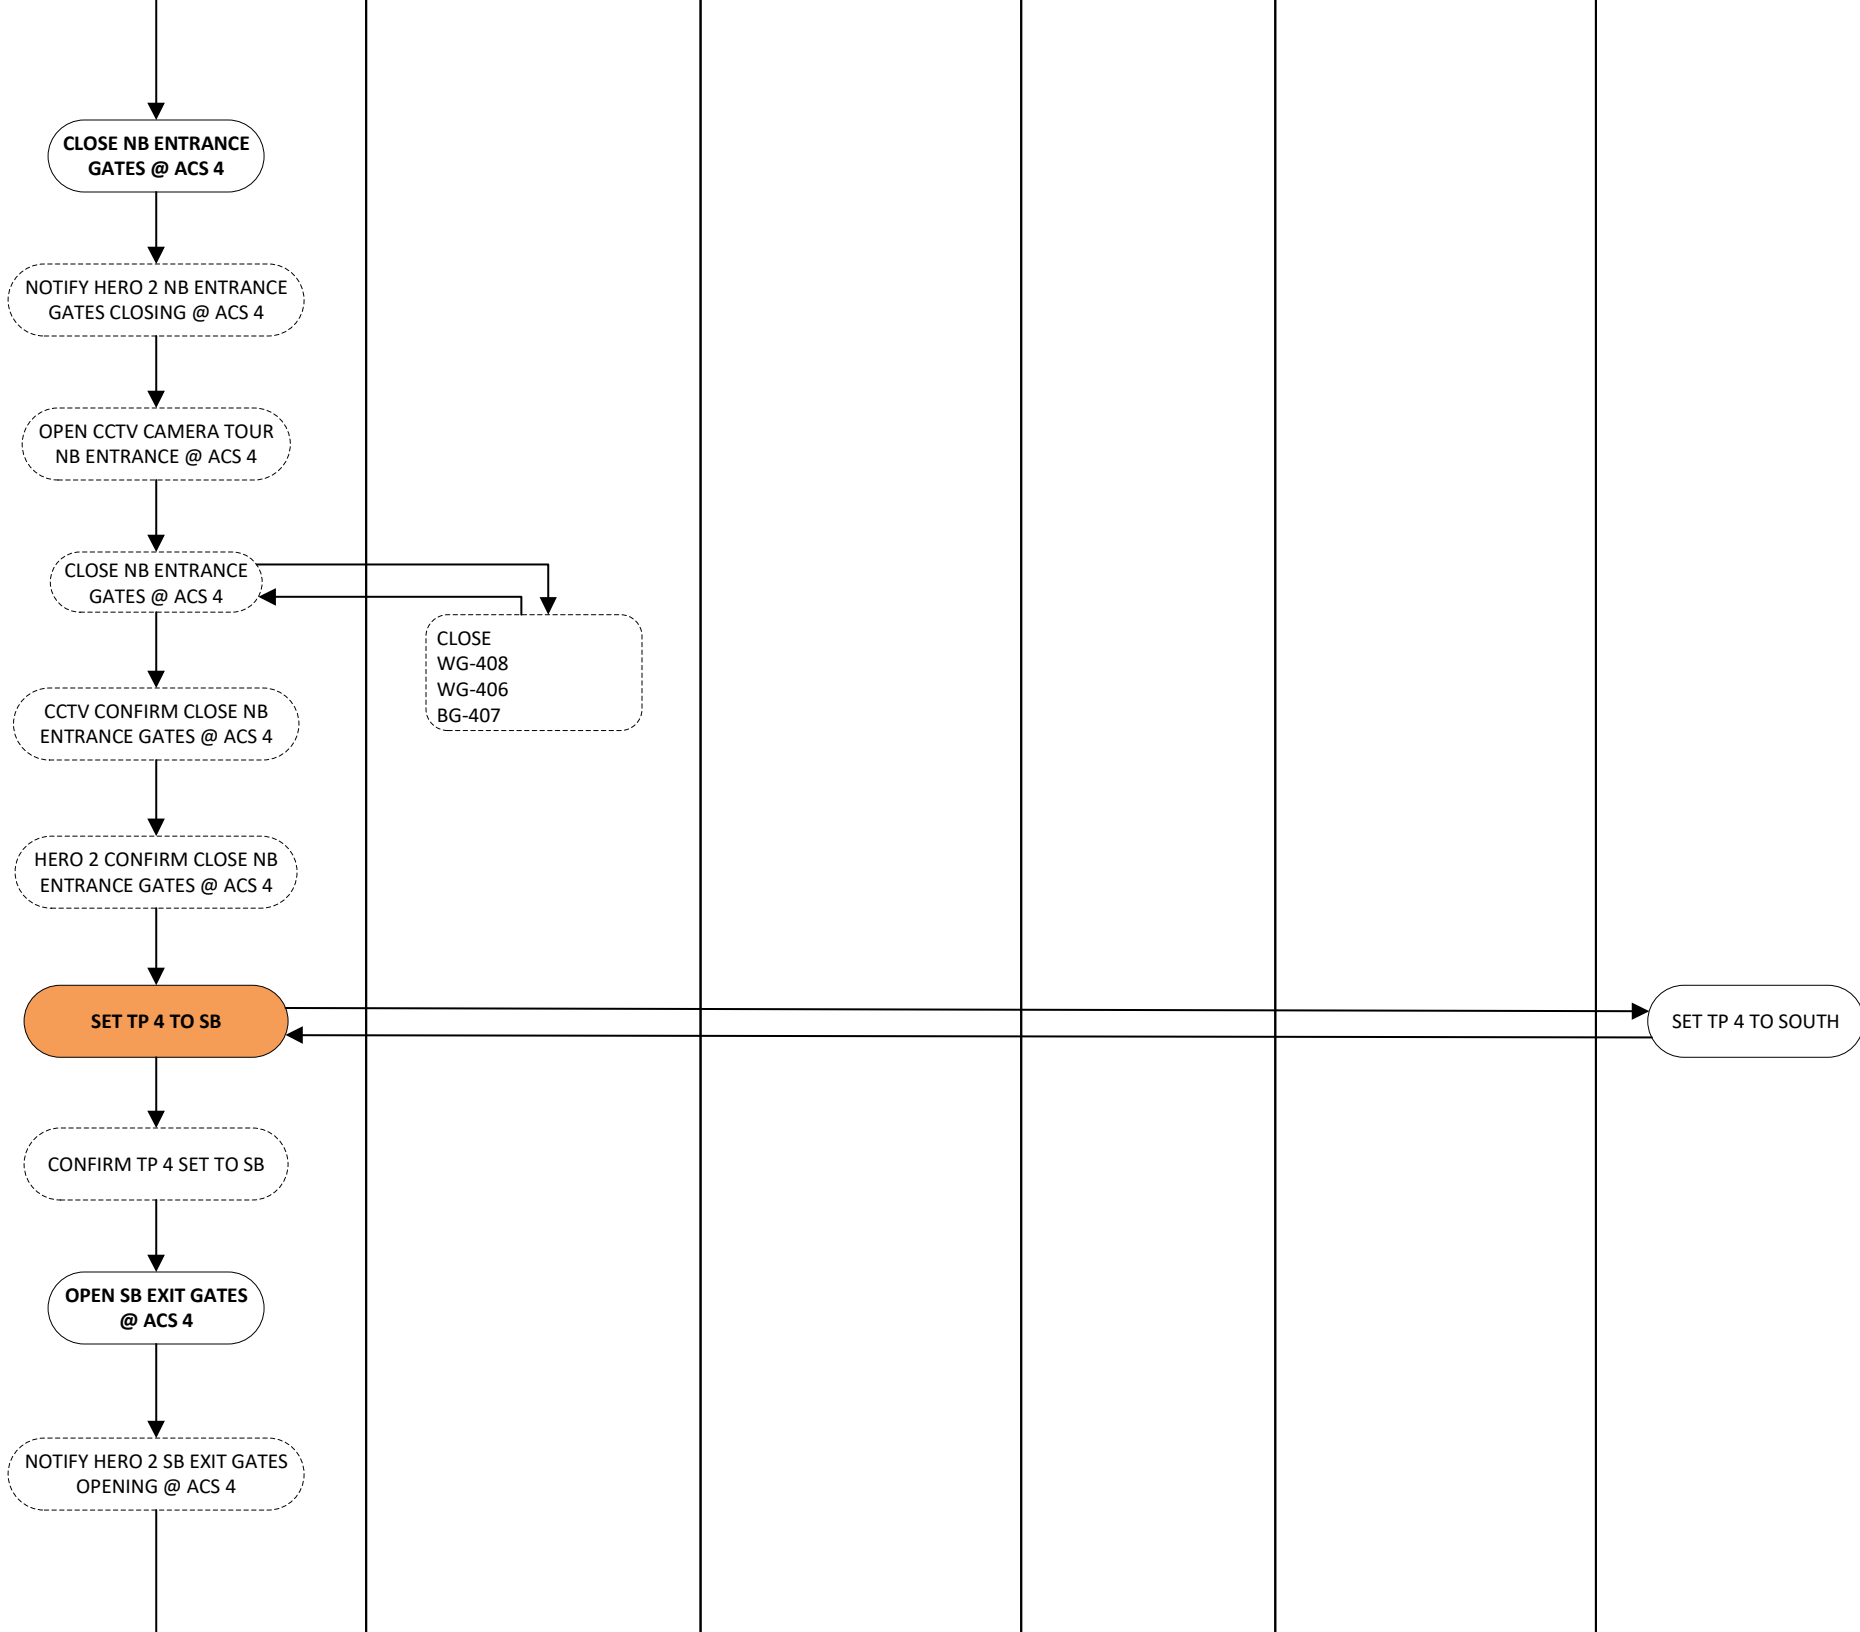 CLOSE NB ENTRANCE
GATES @ ACS 4
NOTIFY HERO 2 NB ENTRANCE
GATES CLOSING @ ACS 4
OPEN CCTV CAMERA TOUR
NB ENTRANCE @ ACS 4
CLOSE NB ENTRANCE
GATES @ ACS 4
CLOSE
WG-408
WG-406
BG-407
CCTV CONFIRM CLOSE NB
ENTRANCE GATES @ ACS 4
HERO 2 CONFIRM CLOSE NB
ENTRANCE GATES @ ACS 4
SET TP 4 TO SB
SET TP 4 TO SOUTH
CONFIRM TP 4 SET TO SB
OPEN SB EXIT GATES
@ ACS 4
NOTIFY HERO 2 SB EXIT GATES
OPENING @ ACS 4